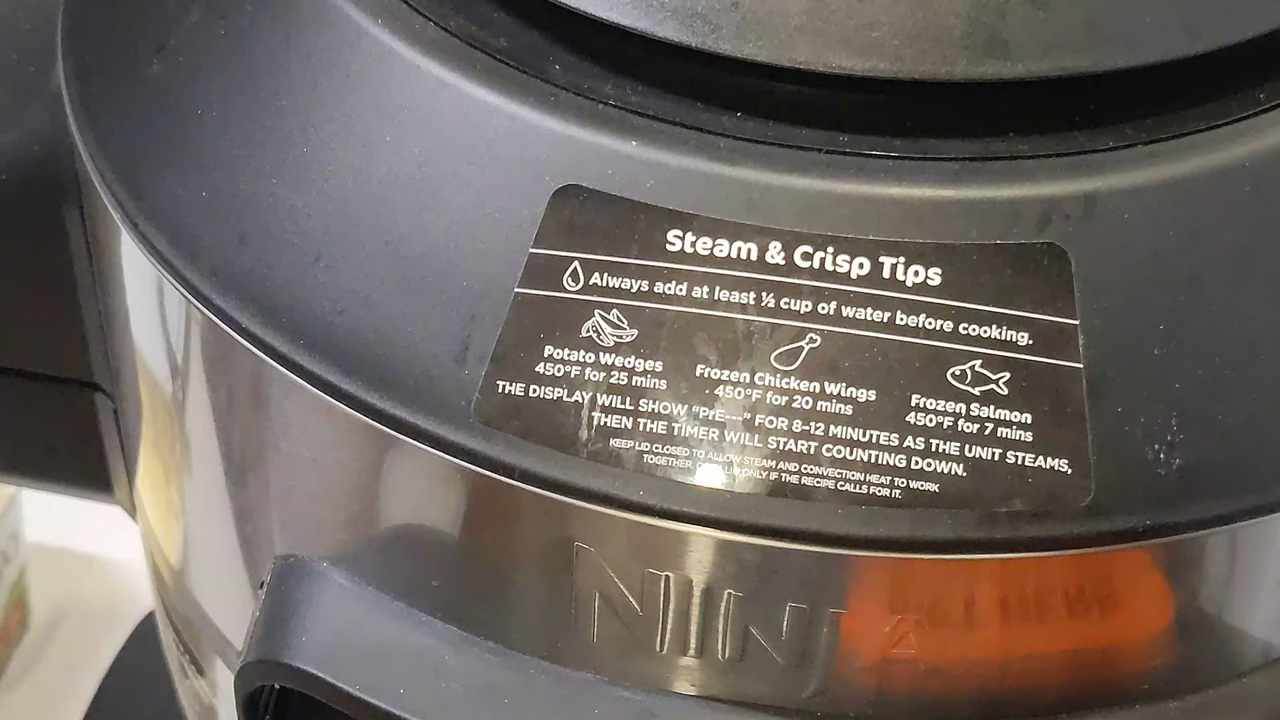 Steam & Crisp Tips
Always add at least ½ cup of water before cooking.
Potato Wedges
450°F for 25 mins
Frozen Chicken Wings
450°F for 20 mins
Frozen Salmon
450°F for 7 mins
THE DISPLAY WILL SHOW “PrE---” FOR 8-12 MINUTES AS THE UNIT STEAMS,
THEN THE TIMER WILL START COUNTING DOWN.
KEEP LID CLOSED TO ALLOW STEAM AND CONVECTION HEAT TO WORK
TOGETHER. LID ONLY IF THE RECIPE CALLS FOR IT.
NINJA